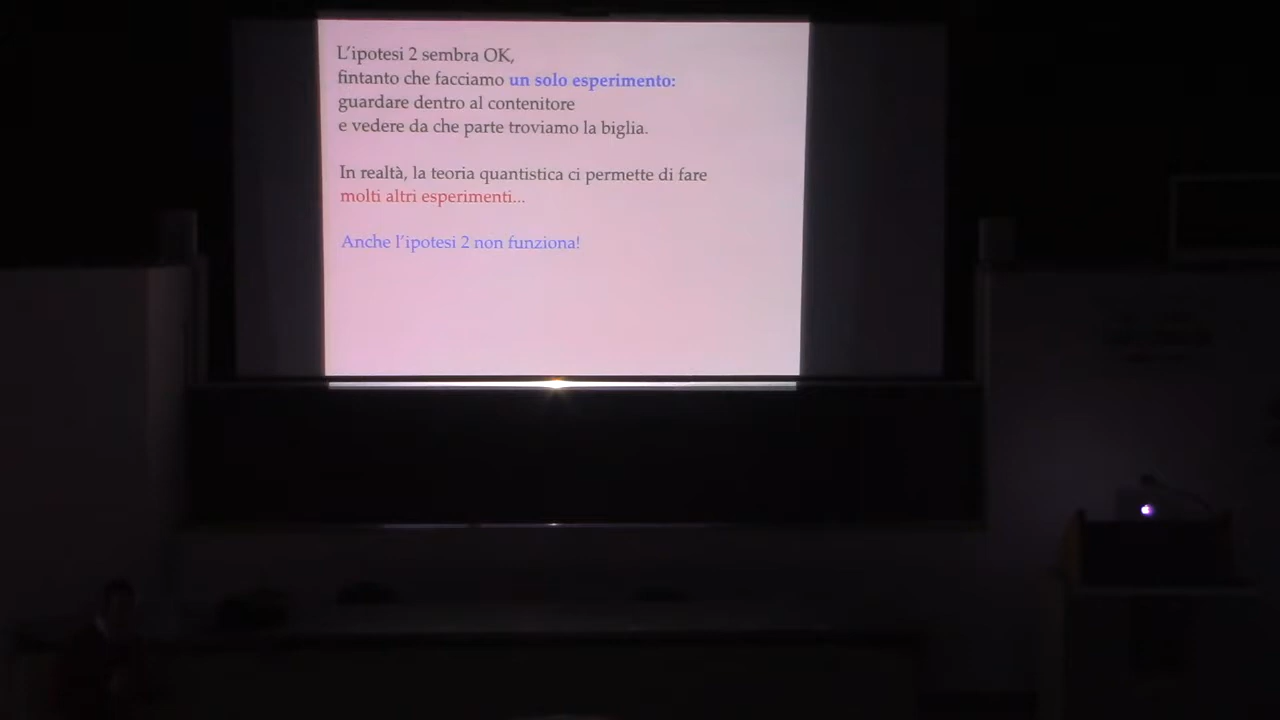 L'ipotesi 2 sembra OK,
fintanto che facciamo un solo esperimento:
guardare dentro al contenitore
e vedere da che parte troviamo la biglia.
In realtà, la teoria quantistica ci permette di fare
molti altri esperimenti...
Anche l'ipotesi 2 non funziona!